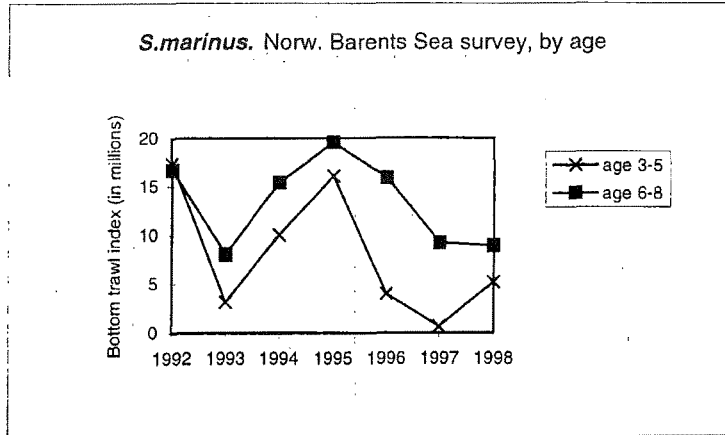 S.marinus. Norw. Barents Sea survey, by age
Bottom trawl index (in millions)
20
15
10
5
0
1992 1993 1994 1995 1996 1997 1998
age 3-5
age 6-8